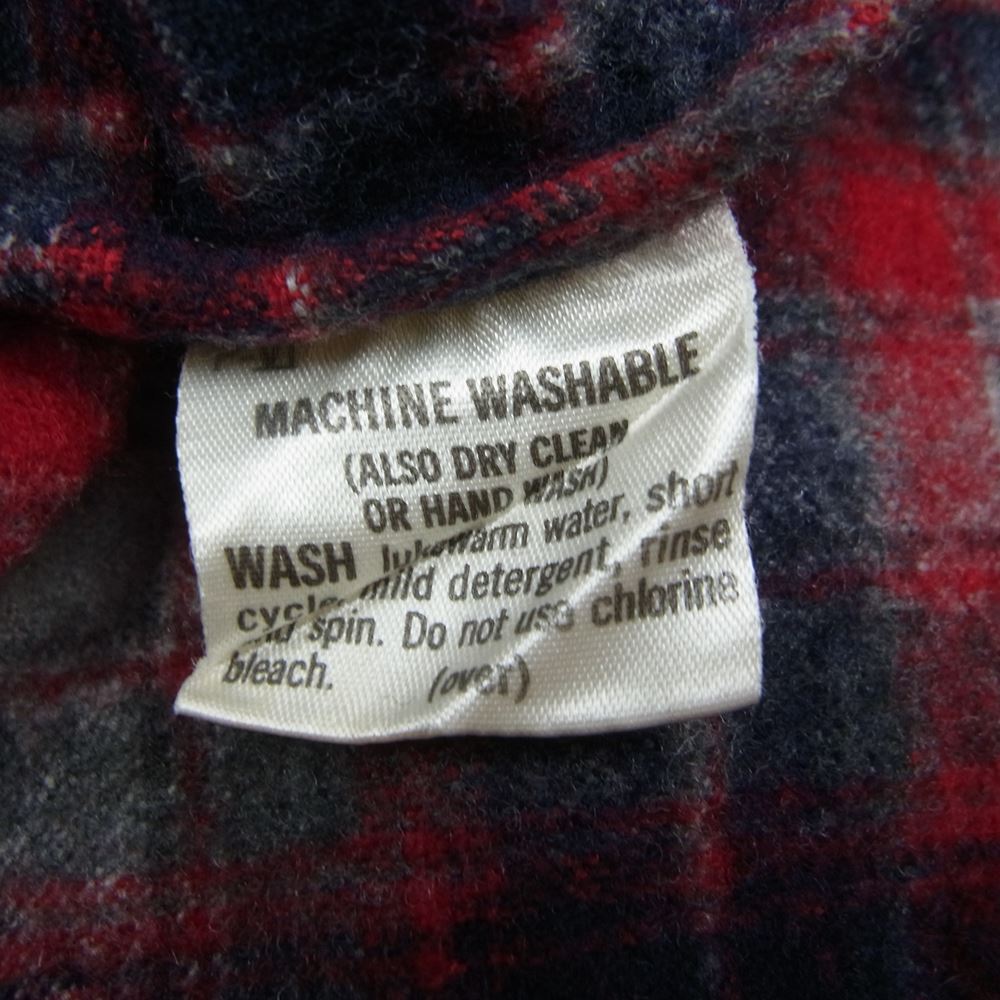 MACHINE WASHABLE
(ALSO DRY CLEAN
OR HAND WASH)
WASH lukewarm water, short
cycle, mild detergent, rinse
and spin. Do not use chlorine
bleach. (over)